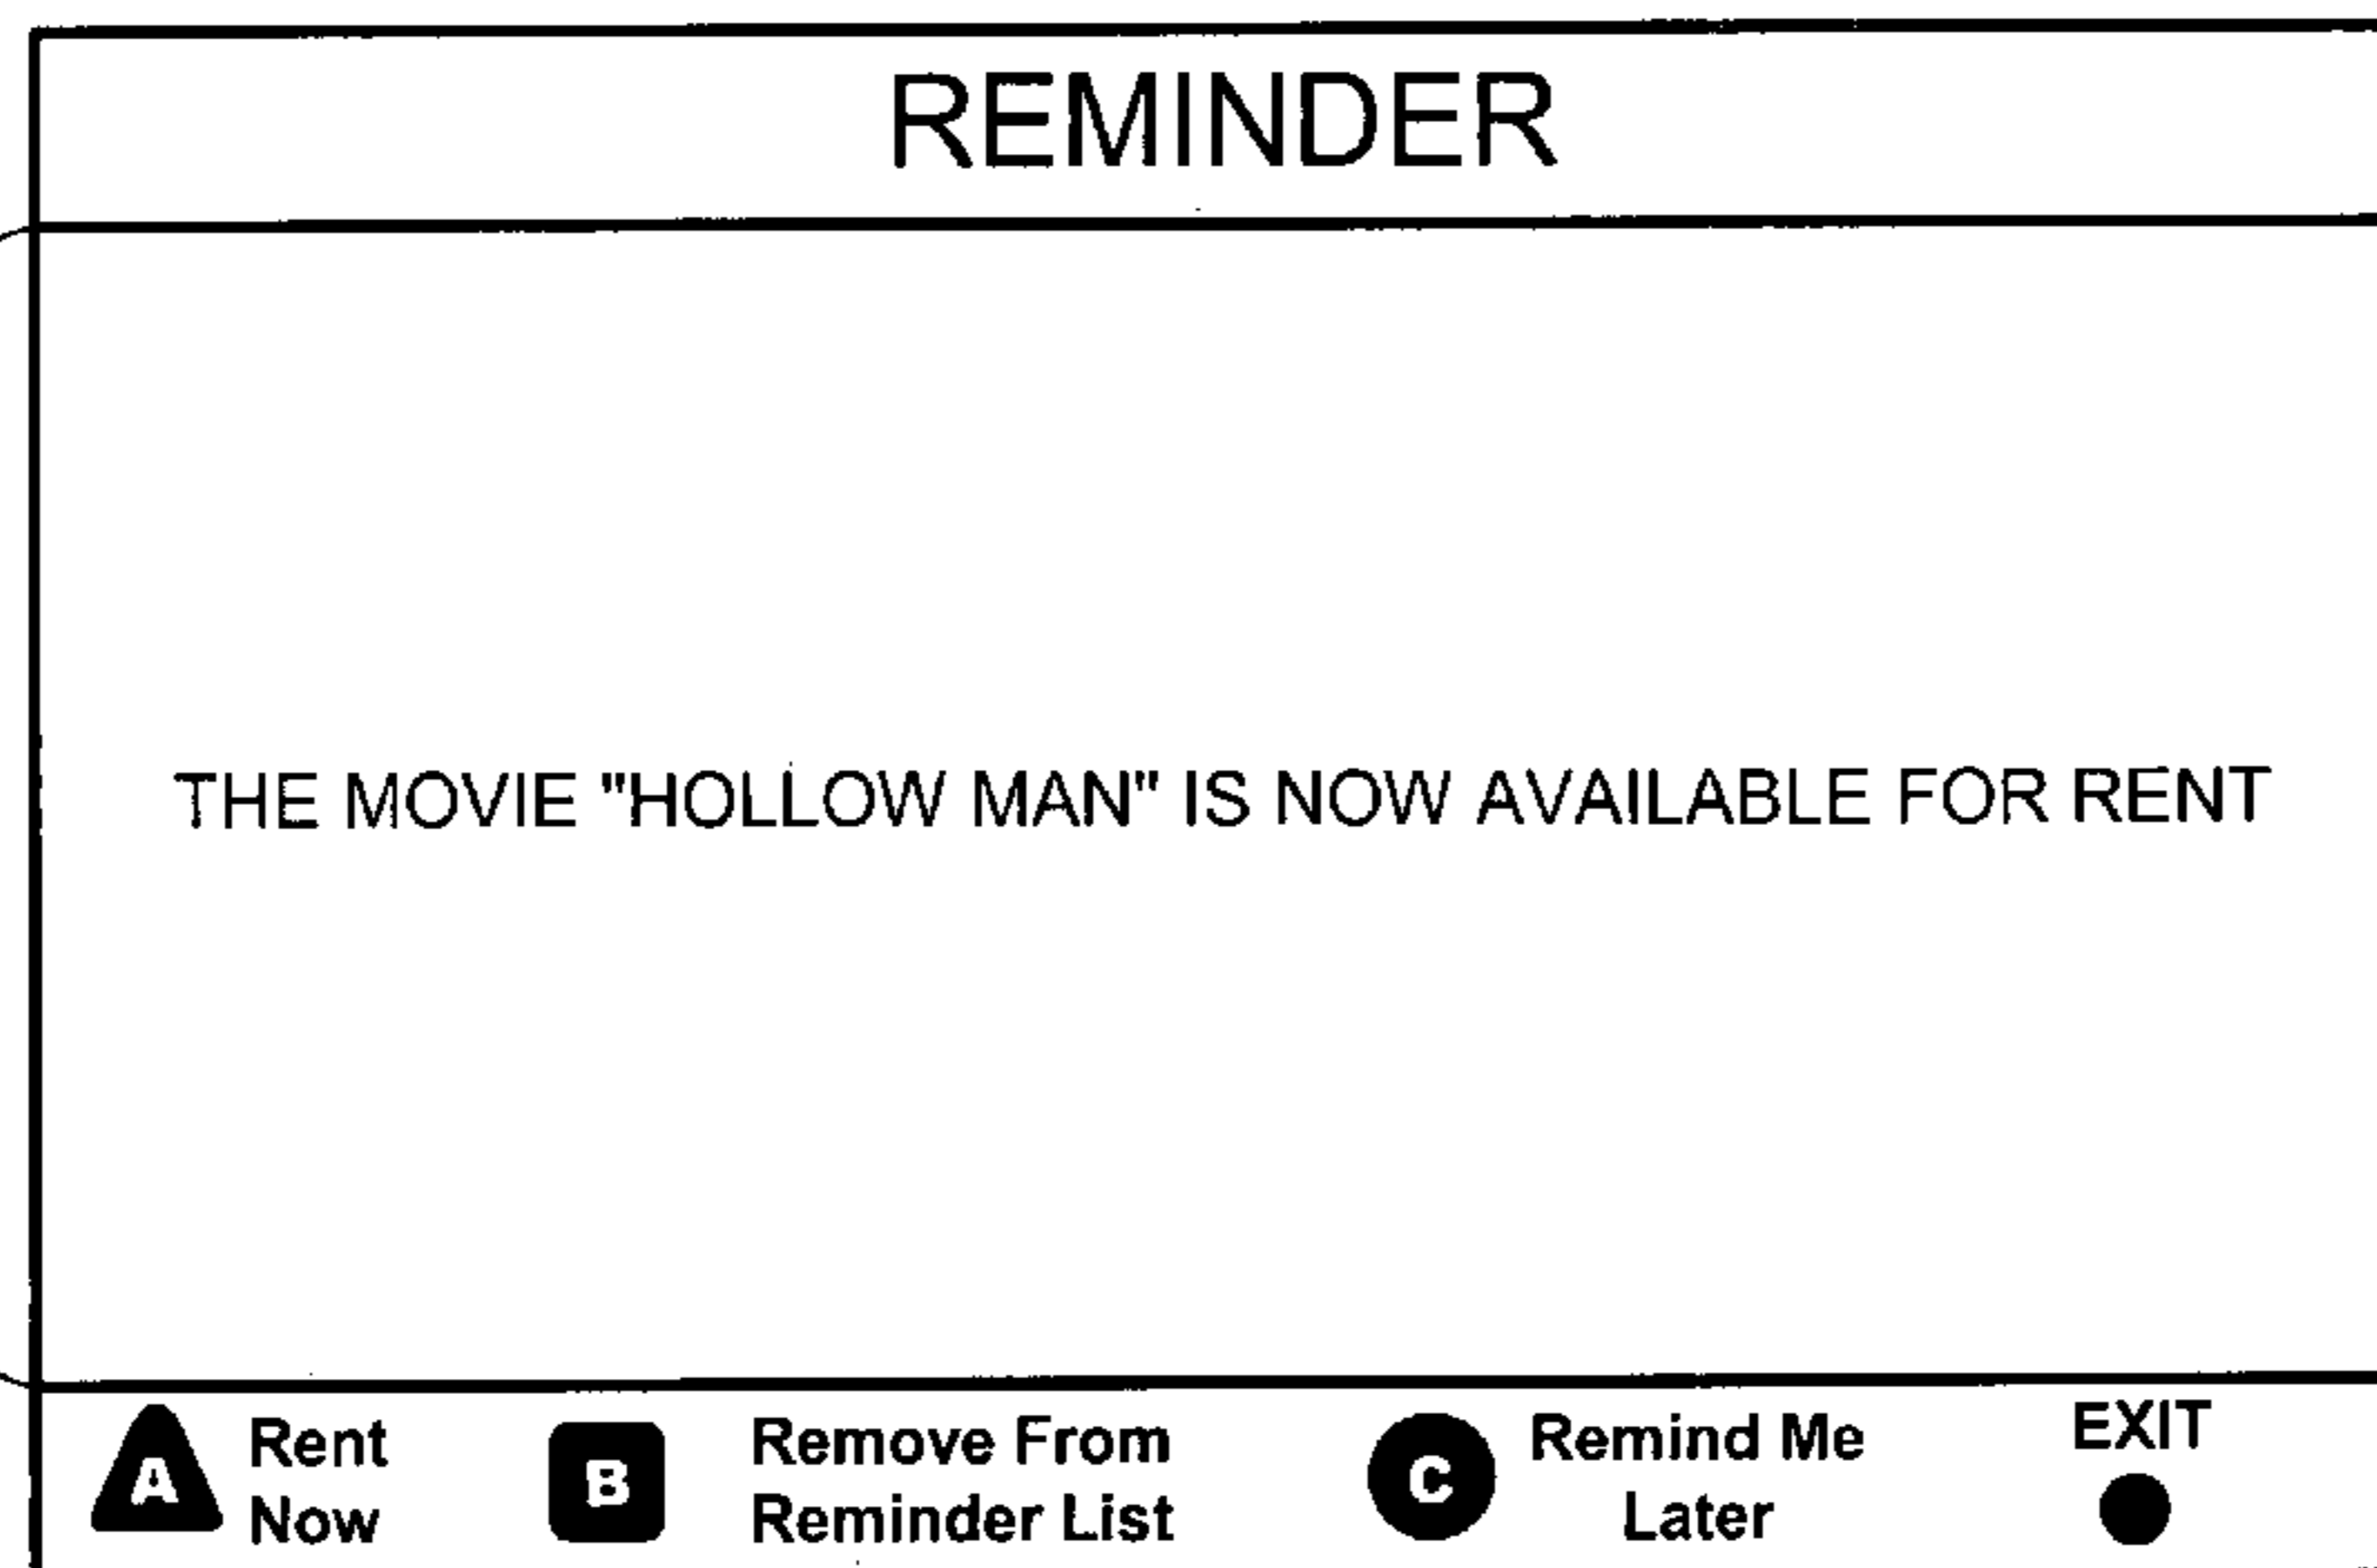 REMINDER
THE MOVIE "HOLLOW MAN" IS NOW AVAILABLE FOR RENT
A Rent Now
B Remove From Reminder List
C Remind Me Later
EXIT